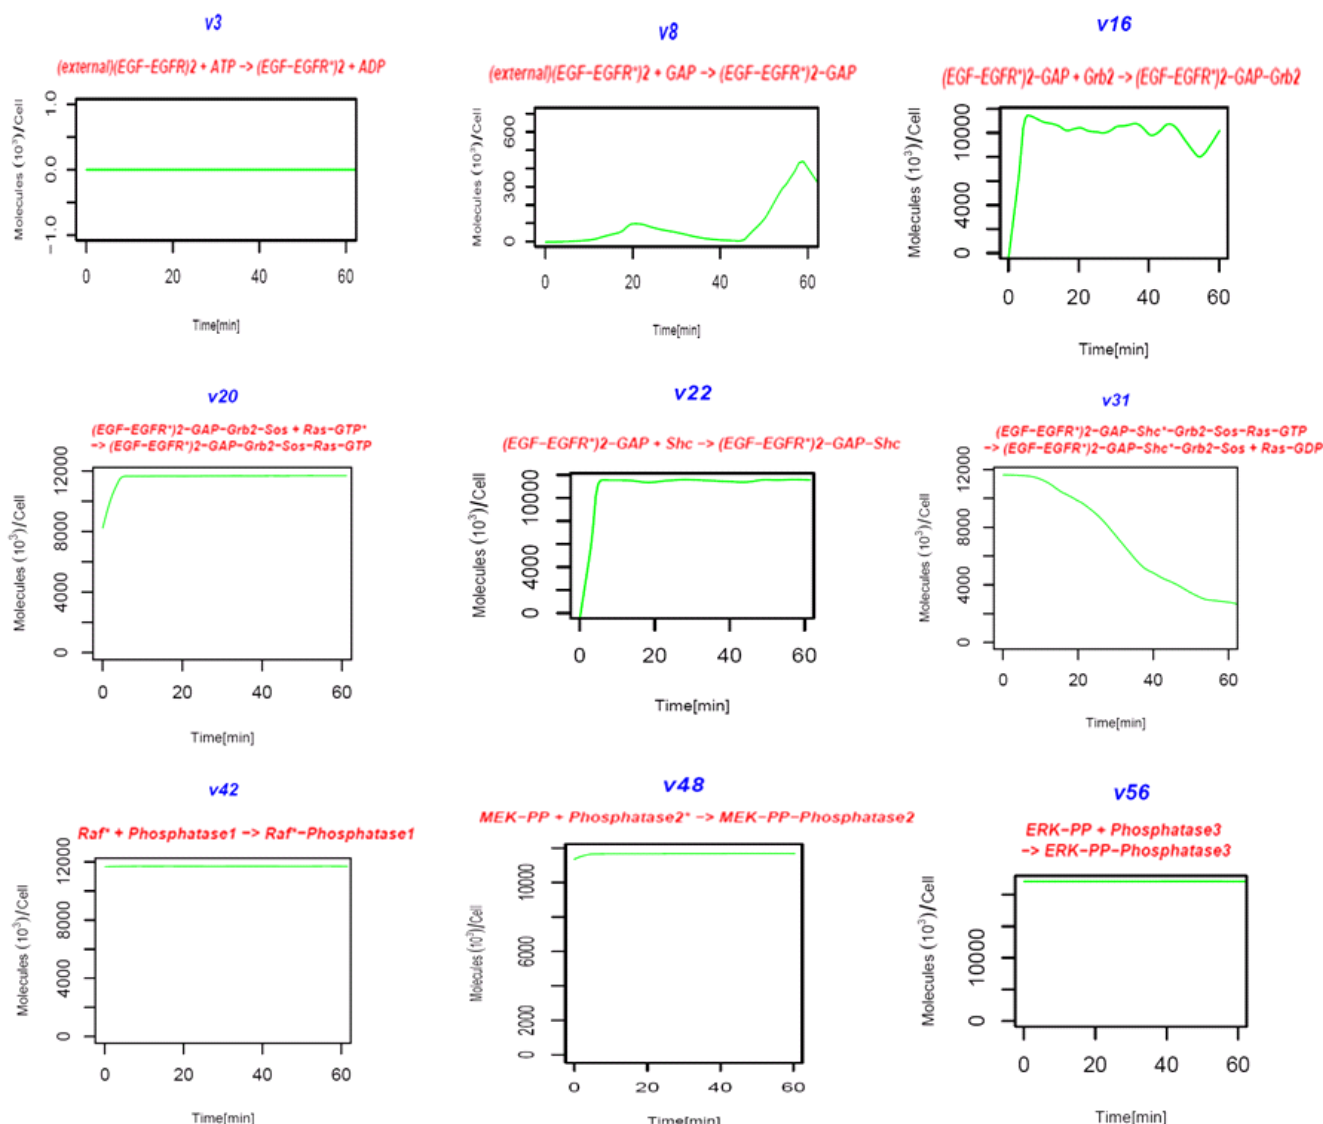 v3
(external)(EGF-EGFR)2 + ATP -> (EGF-EGFR*)2 + ADP
Molecules (10³)/Cell
1.0
0.0
-1.0
0 20 40 60
Time[min]
v8
(external)(EGF-EGFR*)2 + GAP -> (EGF-EGFR*)2-GAP
Molecules (10³)/Cell
600
300
0
0 20 40 60
Time[min]
v16
(EGF-EGFR*)2-GAP + Grb2 -> (EGF-EGFR*)2-GAP-Grb2
Molecules (10³)/Cell
10000
4000
0
0 20 40 60
Time[min]
v20
(EGF-EGFR*)2-GAP-Grb2-Sos + Ras-GTP*
-> (EGF-EGFR*)2-GAP-Grb2-Sos-Ras-GTP
Molecules (10³)/Cell
12000
8000
4000
0
0 20 40 60
Time[min]
v22
(EGF-EGFR*)2-GAP + Shc -> (EGF-EGFR*)2-GAP-Shc
Molecules (10³)/Cell
10000
4000
0
0 20 40 60
Time[min]
v31
(EGF-EGFR*)2-GAP-Shc*-Grb2-Sos-Ras-GTP
-> (EGF-EGFR*)2-GAP-Shc*-Grb2-Sos + Ras-GDP
Molecules (10³)/Cell
12000
8000
4000
0
0 20 40 60
Time[min]
v42
Raf* + Phosphatase1 -> Raf*-Phosphatase1
Molecules (10³)/Cell
12000
8000
4000
0
0 20 40 60
Time[min]
v48
MEK-PP + Phosphatase2* -> MEK-PP-Phosphatase2
Molecules (10³)/Cell
10000
6000
2000
0
0 20 40 60
Time[min]
v56
ERK-PP + Phosphatase3
-> ERK-PP-Phosphatase3
Molecules (10³)/Cell
10000
0
0 20 40 60
Time[min]